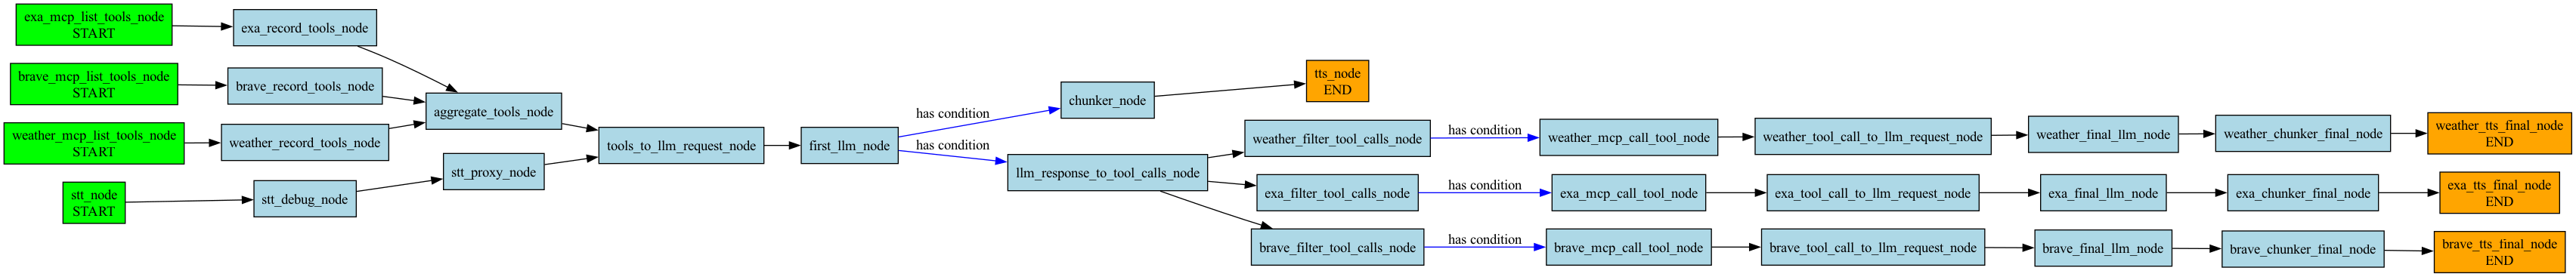 exa_mcp_list_tools_node
START
exa_record_tools_node
brave_mcp_list_tools_node
START
brave_record_tools_node
weather_mcp_list_tools_node
START
weather_record_tools_node
stt_node
START
stt_debug_node
aggregate_tools_node
stt_proxy_node
tools_to_llm_request_node
first_llm_node
has condition
has condition
chunker_node
tts_node
END
llm_response_to_tool_calls_node
weather_filter_tool_calls_node
has condition
weather_mcp_call_tool_node
weather_tool_call_to_llm_request_node
weather_final_llm_node
weather_chunker_final_node
weather_tts_final_node
END
exa_filter_tool_calls_node
has condition
exa_mcp_call_tool_node
exa_tool_call_to_llm_request_node
exa_final_llm_node
exa_chunker_final_node
exa_tts_final_node
END
brave_filter_tool_calls_node
has condition
brave_mcp_call_tool_node
brave_tool_call_to_llm_request_node
brave_final_llm_node
brave_chunker_final_node
brave_tts_final_node
END